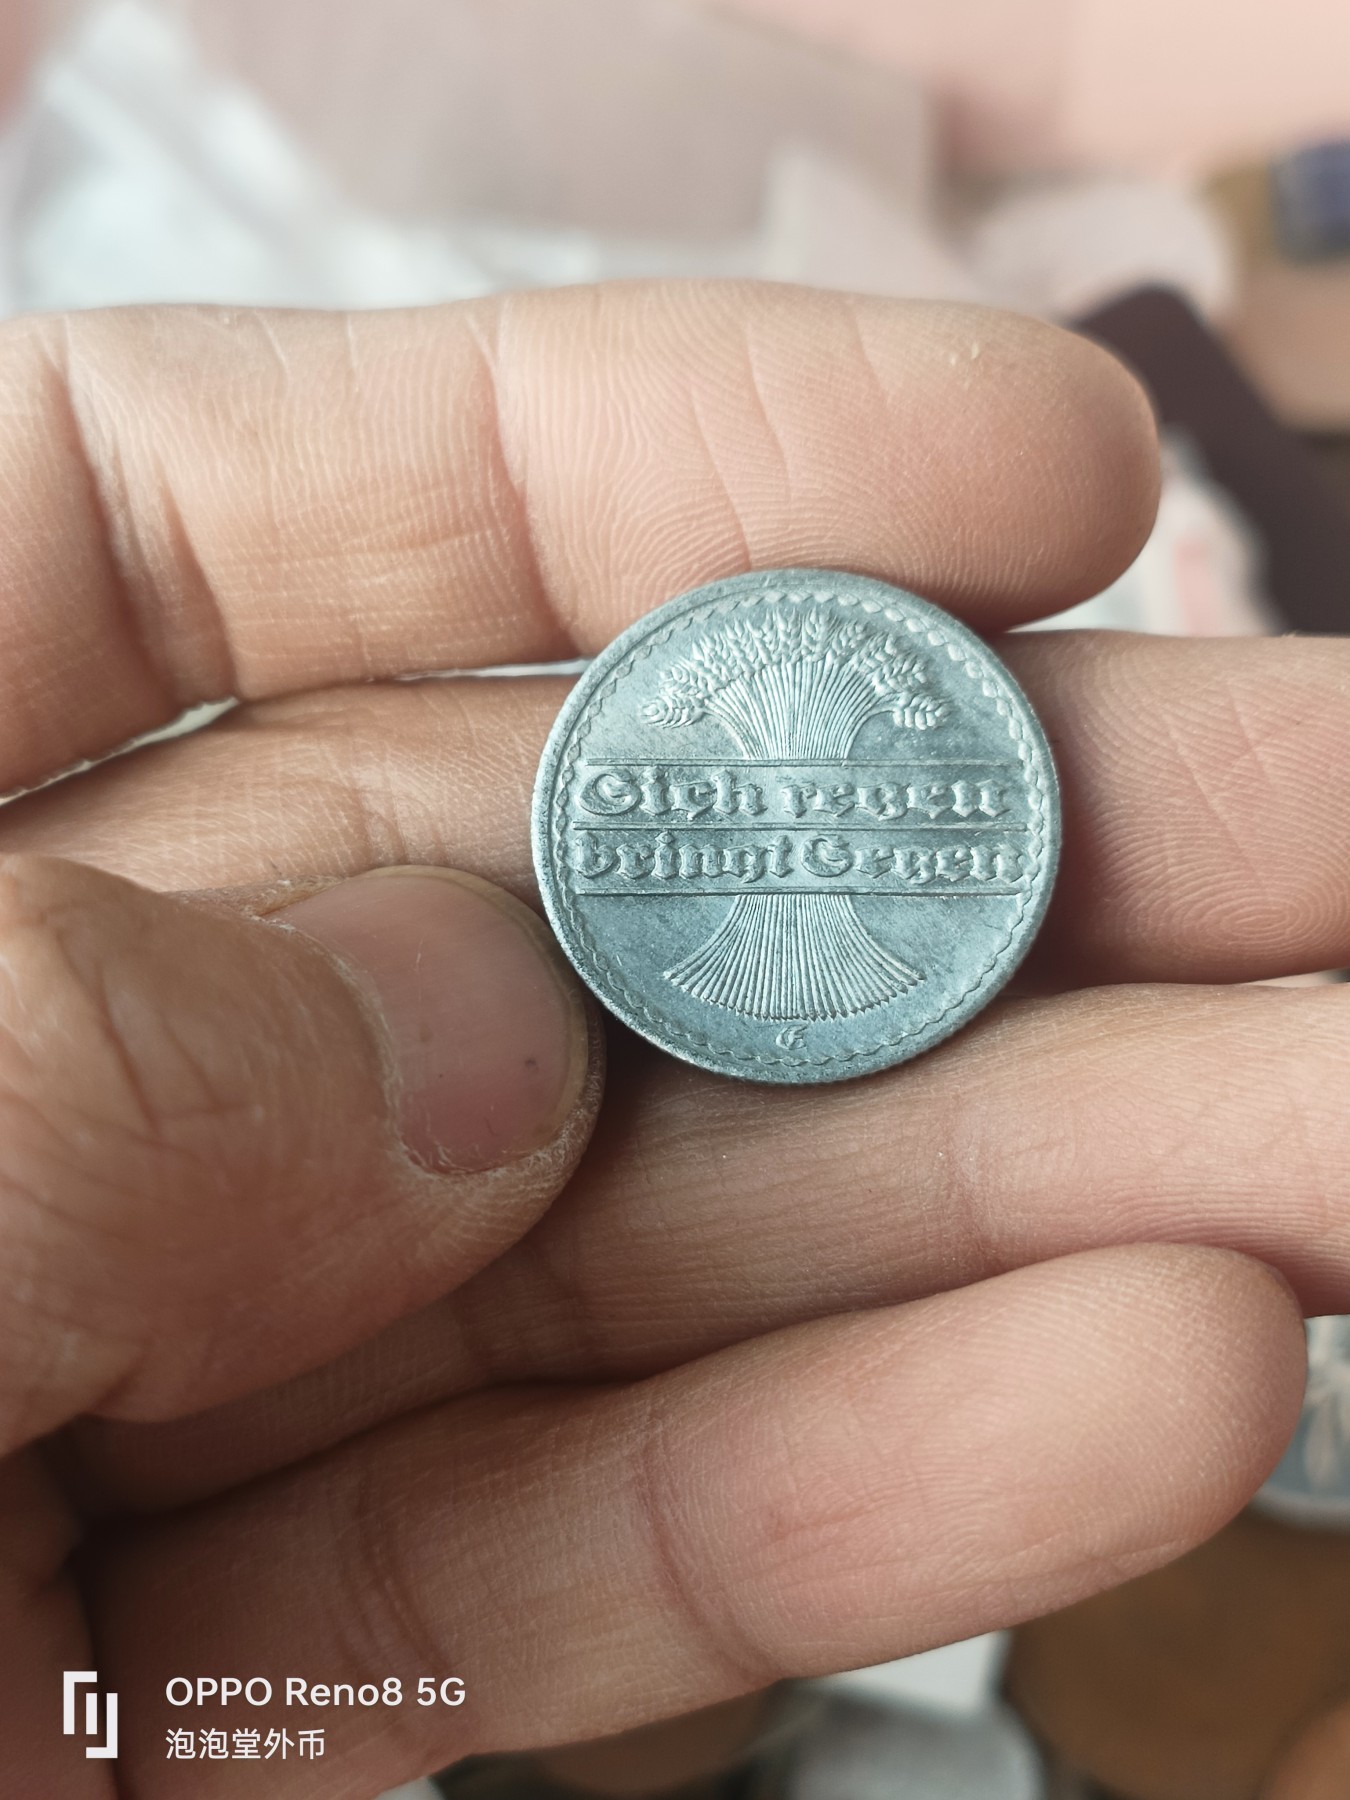 Sich regen
bringt Segen
E
OPPO Reno8 5G
泡泡堂外币